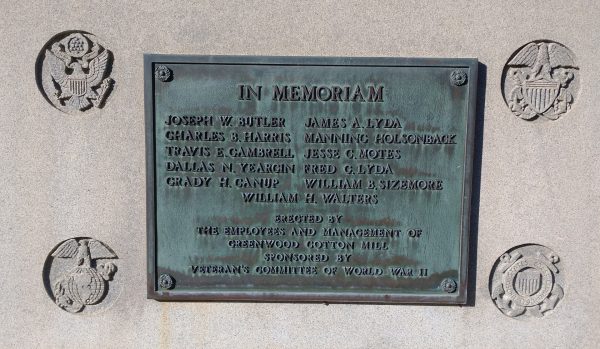 IN MEMORIAM
JOSEPH W. BUTLER JAMES A. LYDA
CHARLES B. HARRIS MANNING HOLSONBACK
TRAVIS E. GAMBRELL JESSE C. MOTES
DALLAS N. YEARGIN FRED C. LYDA
GRADY H. CANUP WILLIAM B. SIZEMORE
WILLIAM H. WALTERS
ERECTED BY
THE EMPLOYEES AND MANAGEMENT OF
GREENWOOD COTTON MILL
SPONSORED BY
VETERAN'S COMMITTEE OF WORLD WAR II